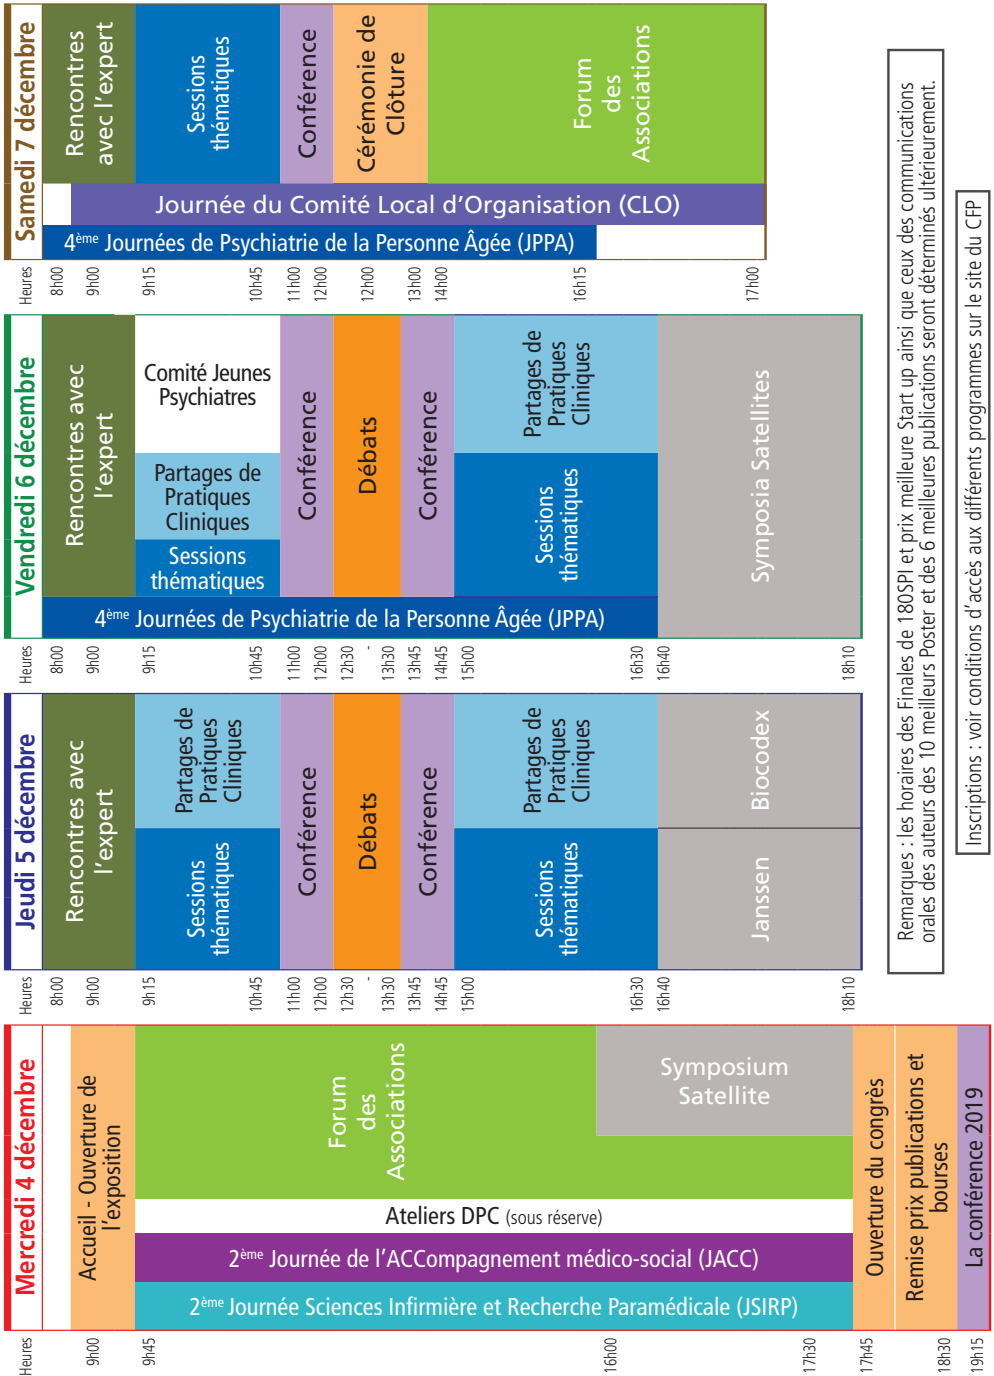 Mercredi 4 décembre
Heures
9h00
9h45
16h00
17h30
17h45
18h30
19h15
Accueil - Ouverture de
l'exposition
Forum
des
Associations
Symposium
Satellite
Ateliers DPC (sous réserve)
2ème Journée de l'ACCompagnement médico-social (JACC)
2ème Journée Sciences Infirmière et Recherche Paramédicale (JSIRP)
Ouverture du congrès
Remise prix publications et
bourses
La conférence 2019
Jeudi 5 décembre
Heures
8h00
9h00
9h15
10h45
11h00
12h00
12h30
-
13h30
13h45
14h45
15h00
16h30
16h40
18h10
Rencontres avec
l'expert
Sessions
thématiques
Partages de
Pratiques
Cliniques
Conférence
Débats
Conférence
Sessions
thématiques
Partages de
Pratiques
Cliniques
Janssen
Biocodex
Vendredi 6 décembre
Heures
8h00
9h00
9h15
10h45
11h00
12h00
12h30
-
13h30
13h45
14h45
15h00
16h30
16h40
18h10
Rencontres avec
l'expert
Comité Jeunes
Psychiatres
Partages de
Pratiques
Cliniques
Sessions
thématiques
Conférence
Débats
Conférence
Sessions
thématiques
Partages de
Pratiques
Cliniques
4ème Journées de Psychiatrie de la Personne Âgée (JPPA)
Symposia Satellites
Samedi 7 décembre
Heures
8h00
9h00
9h15
10h45
11h00
12h00
12h00
13h00
14h00
16h15
17h00
Rencontres
avec l'expert
Sessions
thématiques
Conférence
Cérémonie de
Clôture
Forum
des
Associations
Journée du Comité Local d'Organisation (CLO)
4ème Journées de Psychiatrie de la Personne Âgée (JPPA)
Remarques : les horaires des Finales de 180SPI et prix meilleure Start up ainsi que ceux des communications
orales des auteurs des 10 meilleurs Poster et des 6 meilleures publications seront déterminés ultérieurement.
Inscriptions : voir conditions d'accès aux différents programmes sur le site du CFP